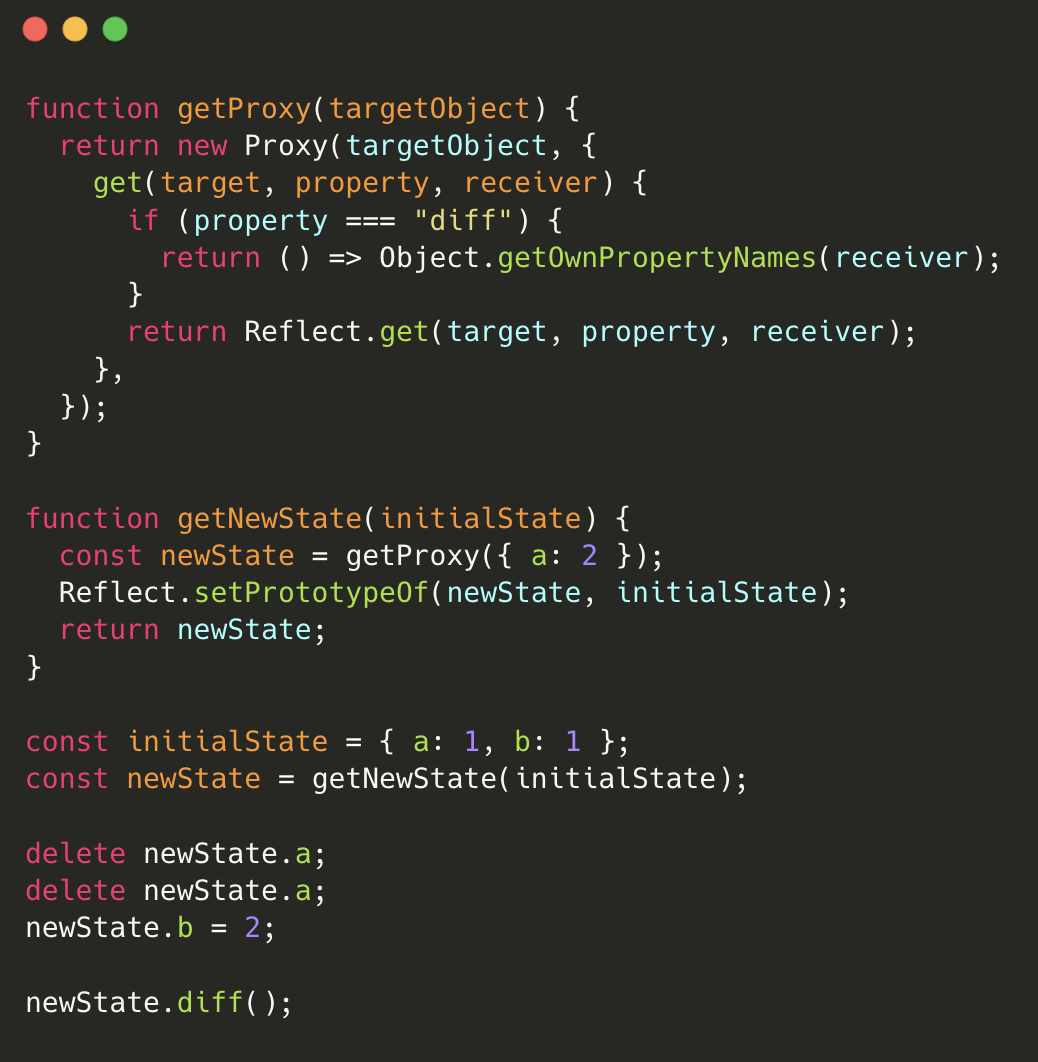 function getProxy(targetObject) {
  return new Proxy(targetObject, {
    get(target, property, receiver) {
      if (property === "diff") {
        return () => Object.getOwnPropertyNames(receiver);
      }
      return Reflect.get(target, property, receiver);
    },
  });
}

function getNewState(initialState) {
  const newState = getProxy({ a: 2 });
  Reflect.setPrototypeOf(newState, initialState);
  return newState;
}

const initialState = { a: 1, b: 1 };
const newState = getNewState(initialState);

delete newState.a;
delete newState.a;
newState.b = 2;

newState.diff();